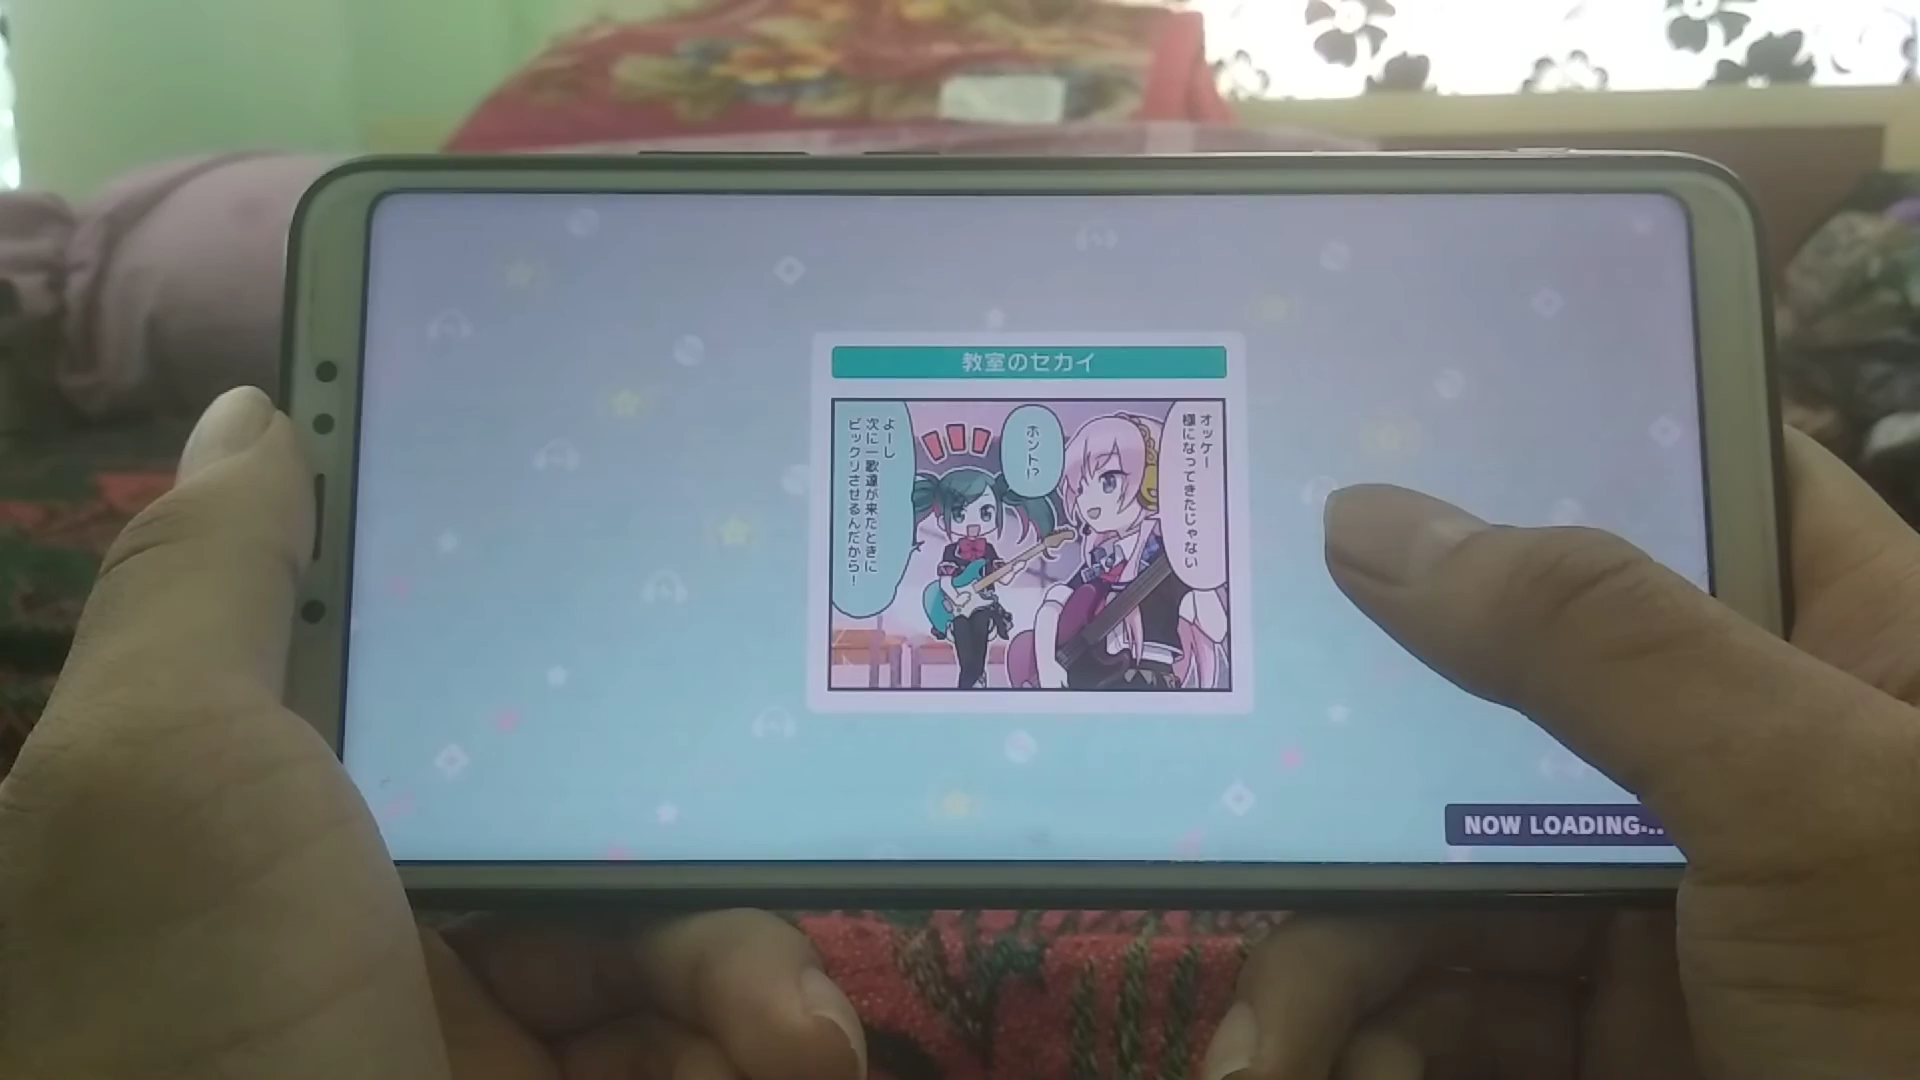 教室のセカイ
オッケー
様になってきたじゃない
ホント!?
よーし
次に一歌達が来たときに
ビックリさせるんだから!
NOW LOADING...